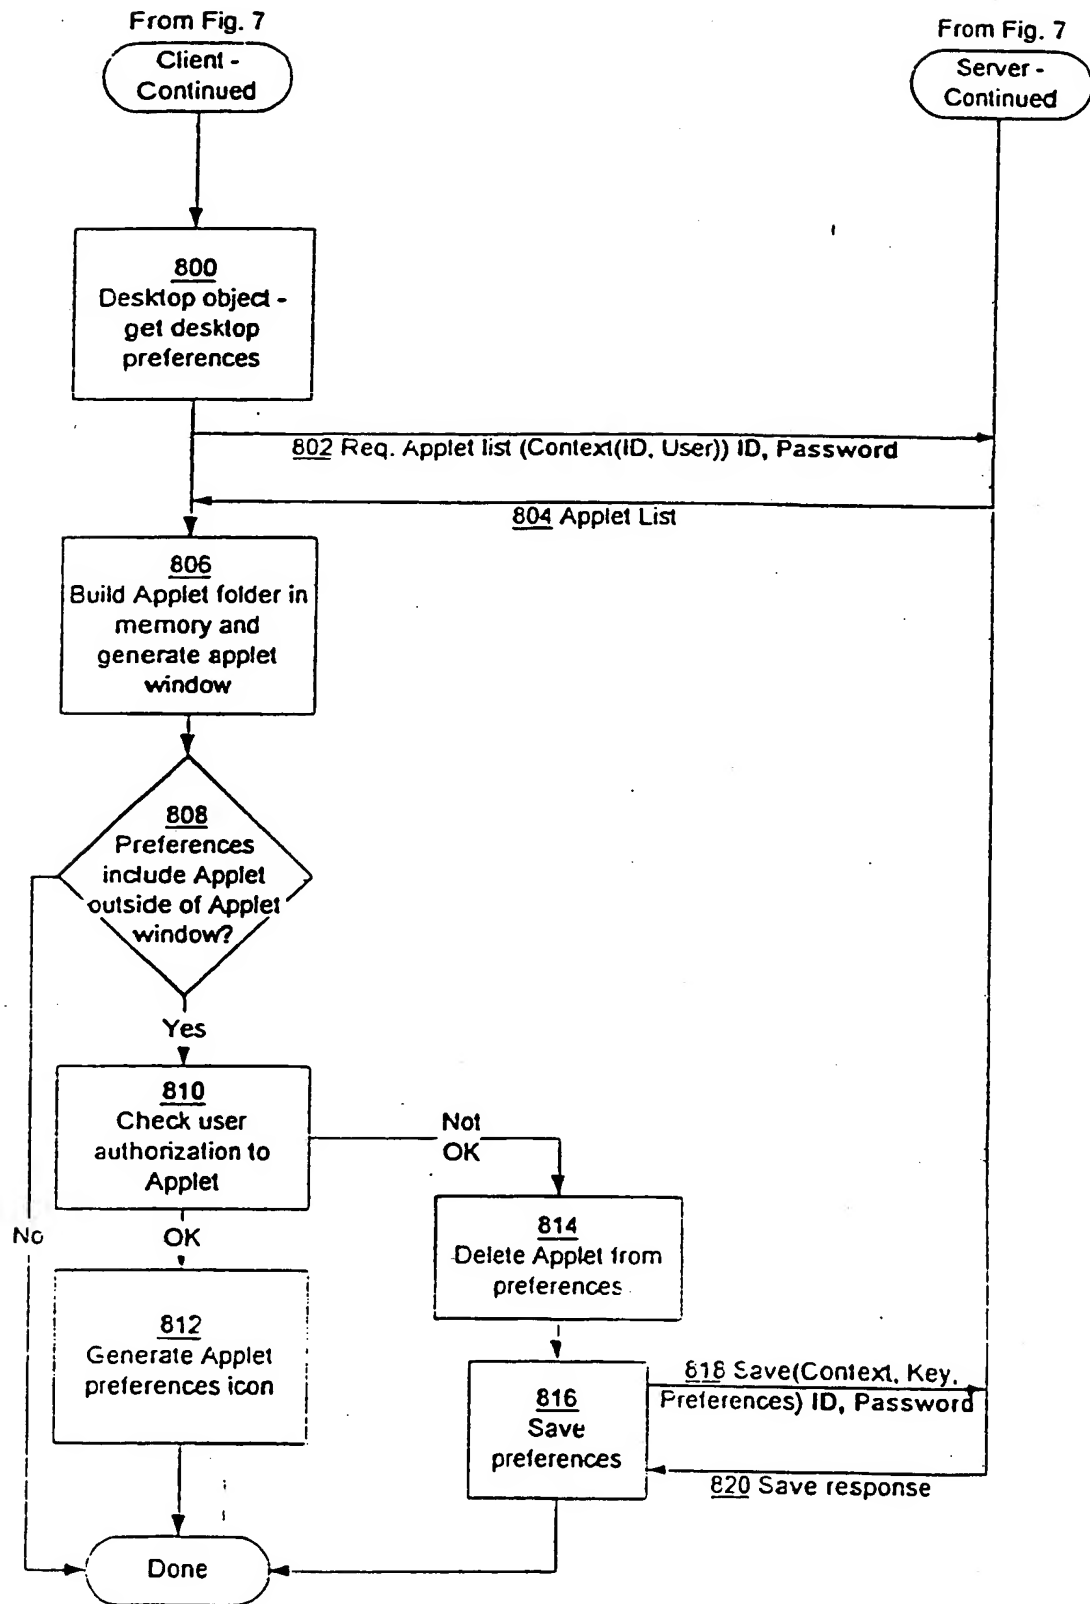 From Fig. 7
Client -
Continued
From Fig. 7
Server -
Continued
800
Desktop object -
get desktop
preferences
802 Req. Applet list (Context(ID, User)) ID, Password
804 Applet List
806
Build Applet folder in
memory and
generate applet
window
808
Preferences
include Applet
outside of Applet
window?
Yes
No
810
Check user
authorization to
Applet
Not
OK
OK
812
Generate Applet
preferences icon
814
Delete Applet from
preferences
816
Save
preferences
818 Save(Context, Key,
Preferences) ID, Password
820 Save response
Done